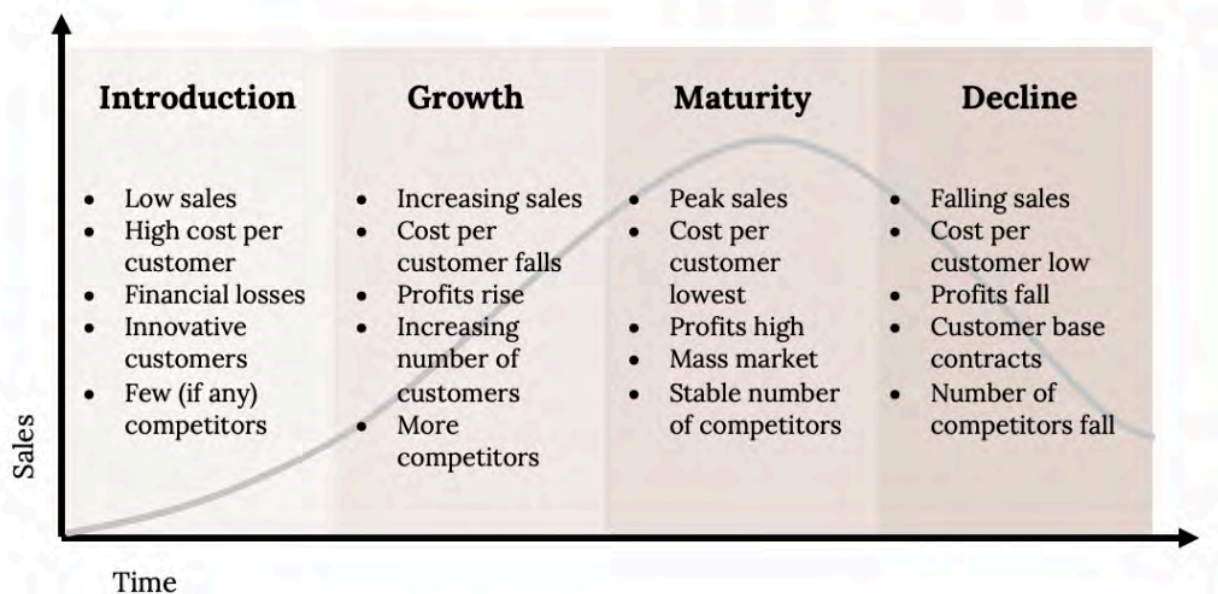 Introduction
Low sales
High cost per
customer
Financial losses
Innovative
customers
Few (if any)
competitors
Growth
Increasing sales
Cost per
customer falls
Profits rise
Increasing
number of
customers
More
competitors
Maturity
Peak sales
Cost per
customer
lowest
Profits high
Mass market
Stable number
of competitors
Decline
Falling sales
Cost per
customer low
Profits fall
Customer base
contracts
Number of
competitors fall
Sales
Time